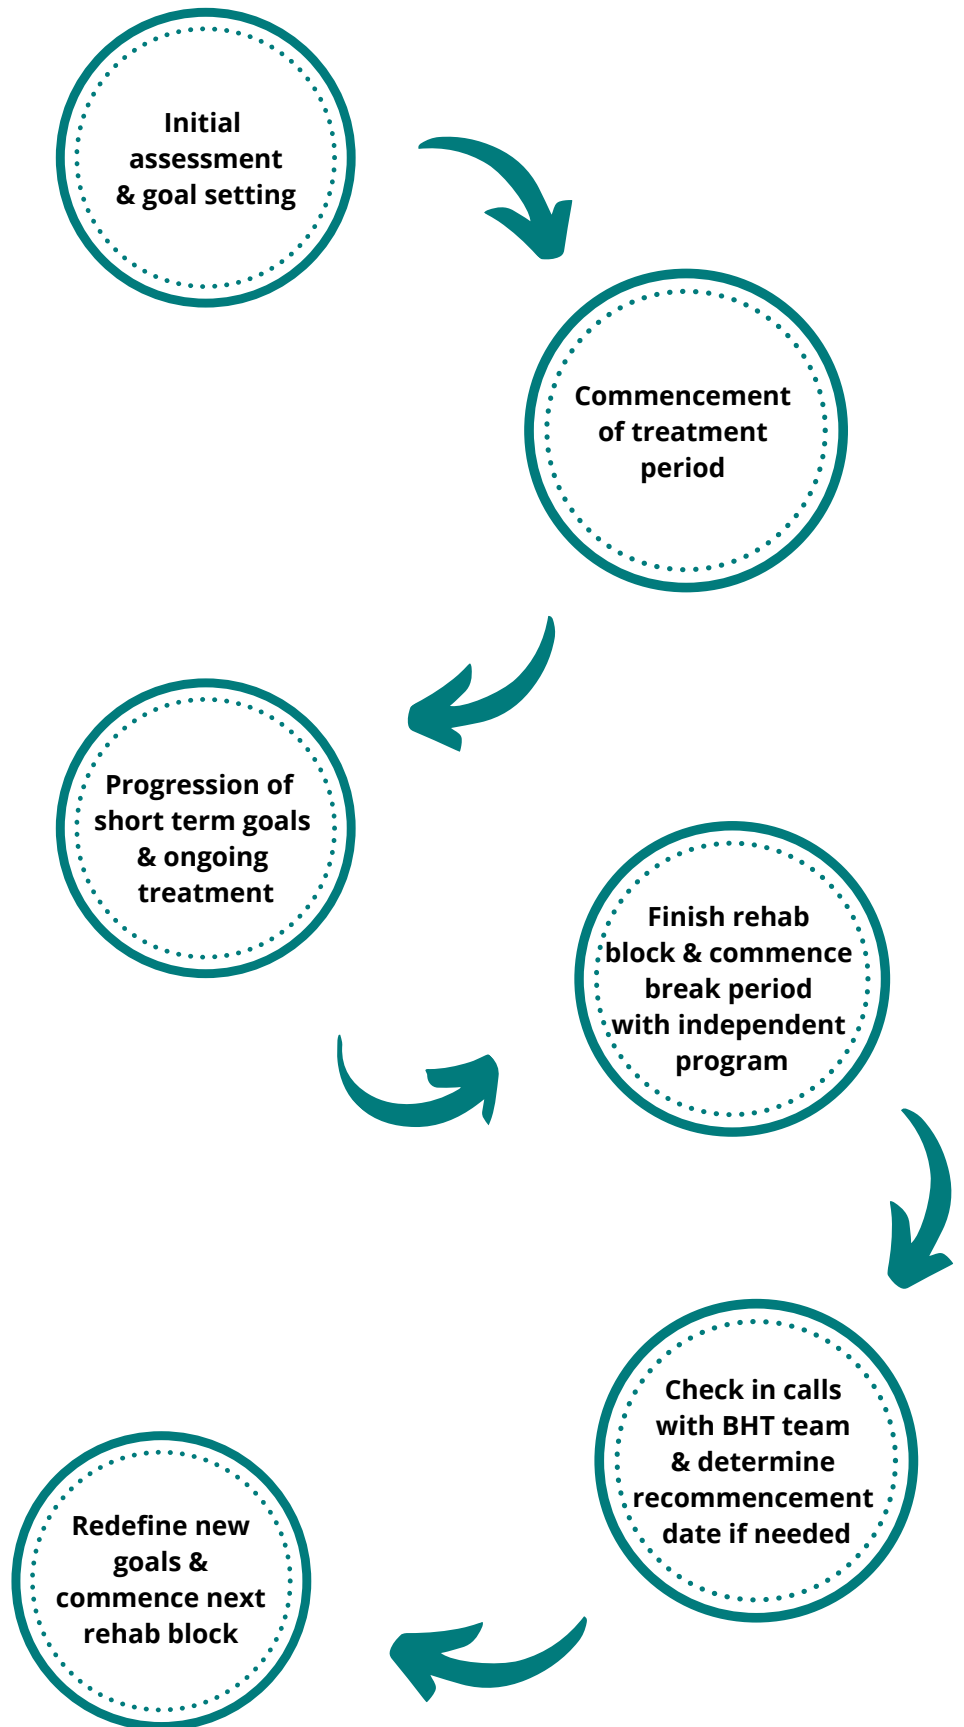 Initial
assessment
& goal setting
Commencement
of treatment
period
Progression of
short term goals
& ongoing
treatment
Finish rehab
block & commence
break period
with independent
program
Check in calls
with BHT team
& determine
recommencement
date if needed
Redefine new
goals &
commence next
rehab block